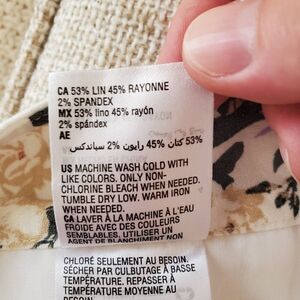 CA 53% LIN 45% RAYONNE
2% SPANDEX
MX 53% lino 45% rayón
2% spándex
AE
53% كتان 45% رايون 2% سباندكس
US MACHINE WASH COLD WITH
LIKE COLORS. ONLY NON-
CHLORINE BLEACH WHEN NEEDED.
TUMBLE DRY LOW. WARM IRON
WHEN NEEDED.
CA LAVER À LA MACHINE À L'EAU
FROIDE AVEC DES COULEURS
SEMBLABLES. UTILISER UN
AGENT DE BLANCHIMENT NON
CHLORÉ SEULEMENT AU BESOIN.
SÉCHER PAR CULBUTAGE À BASSE
TEMPÉRATURE. REPASSER À
TEMPÉRATURE MOYENNE AU
BESOIN.